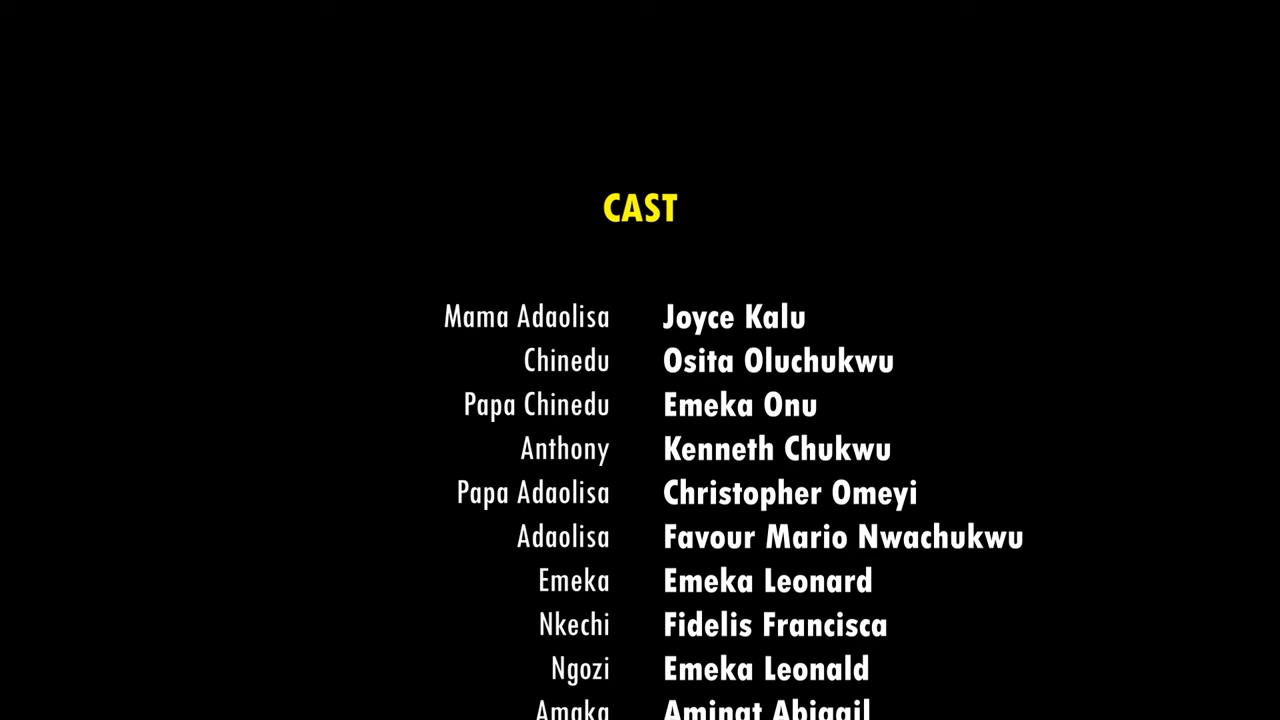 CAST
Mama Adaolisa Joyce Kalu
Chinedu Osita Oluchukwu
Papa Chinedu Emeka Onu
Anthony Kenneth Chukwu
Papa Adaolisa Christopher Omeyi
Adaolisa Favour Mario Nwachukwu
Emeka Emeka Leonard
Nkechi Fidelis Francisca
Ngozi Emeka Leonald
Amaka Aminat Abigail